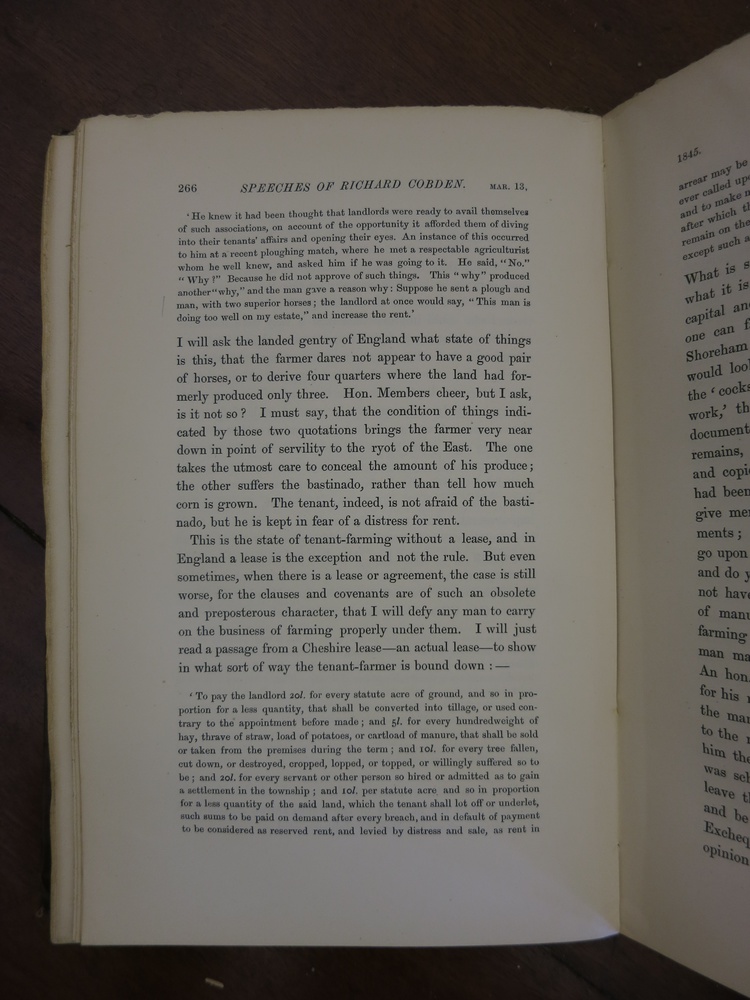 266 SPEECHES OF RICHARD COBDEN. MAR. 13,
‘ He knew it had been thought that landlords were ready to avail themselves
of such associations, on account of the opportunity it afforded them of diving
into their tenants’ affairs and opening their eyes. An instance of this occurred
to him at a recent ploughing match, where he met a respectable agriculturist
whom he well knew, and asked him if he was going to it. He said, “ No.”
“ Why ?” Because he did not approve of such things. This “ why” produced
another “why,” and the man gave a reason why : Suppose he sent a plough and
man, with two superior horses ; the landlord at once would say, “ This man is
doing too well on my estate,” and increase the rent.’
I will ask the landed gentry of England what state of things
is this, that the farmer dares not appear to have a good pair
of horses, or to derive four quarters where the land had for-
merly produced only three. Hon. Members cheer, but I ask,
is it not so ? I must say, that the condition of things indi-
cated by those two quotations brings the farmer very near
down in point of servility to the ryot of the East. The one
takes the utmost care to conceal the amount of his produce ;
the other suffers the bastinado, rather than tell how much
corn is grown. The tenant, indeed, is not afraid of the basti-
nado, but he is kept in fear of a distress for rent.
This is the state of tenant-farming without a lease, and in
England a lease is the exception and not the rule. But even
sometimes, when there is a lease or agreement, the case is still
worse, for the clauses and covenants are of such an obsolete
and preposterous character, that I will defy any man to carry
on the business of farming properly under them. I will just
read a passage from a Cheshire lease—an actual lease—to show
in what sort of way the tenant-farmer is bound down : —
‘ To pay the landlord 20l. for every statute acre of ground, and so in pro-
portion for a less quantity, that shall be converted into tillage, or used con-
trary to the appointment before made ; and 5l. for every hundredweight of
hay, thrave of straw, load of potatoes, or cartload of manure, that shall be sold
or taken from the premises during the term ; and 10l. for every tree fallen,
cut down, or destroyed, cropped, lopped, or topped, or willingly suffered so to
be ; and 20l. for every servant or other person so hired or admitted as to gain
a settlement in the township ; and 10l. per statute acre and so in proportion
for a less quantity of the said land, which the tenant shall lot off or underlet,
such sums to be paid on demand after every breach, and in default of payment
to be considered as reserved rent, and levied by distress and sale, as rent in
1845.
arrear may be
ever called
and to make
after which
remain on the
except such a
What is
what it is
capital
one can
Shoreham
would
the ‘
work,’
document
remains,
and
had been
give
ments ;
go upon
and do
not have
of
farming
man
An hon.
for his
the
to the
him the
was
leave
and be
opinion